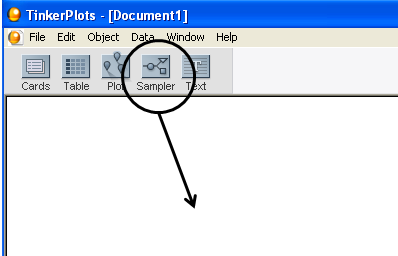 TinkerPlots - [Document1]
File Edit Object Data Window Help
Cards Table Plot Sampler Text